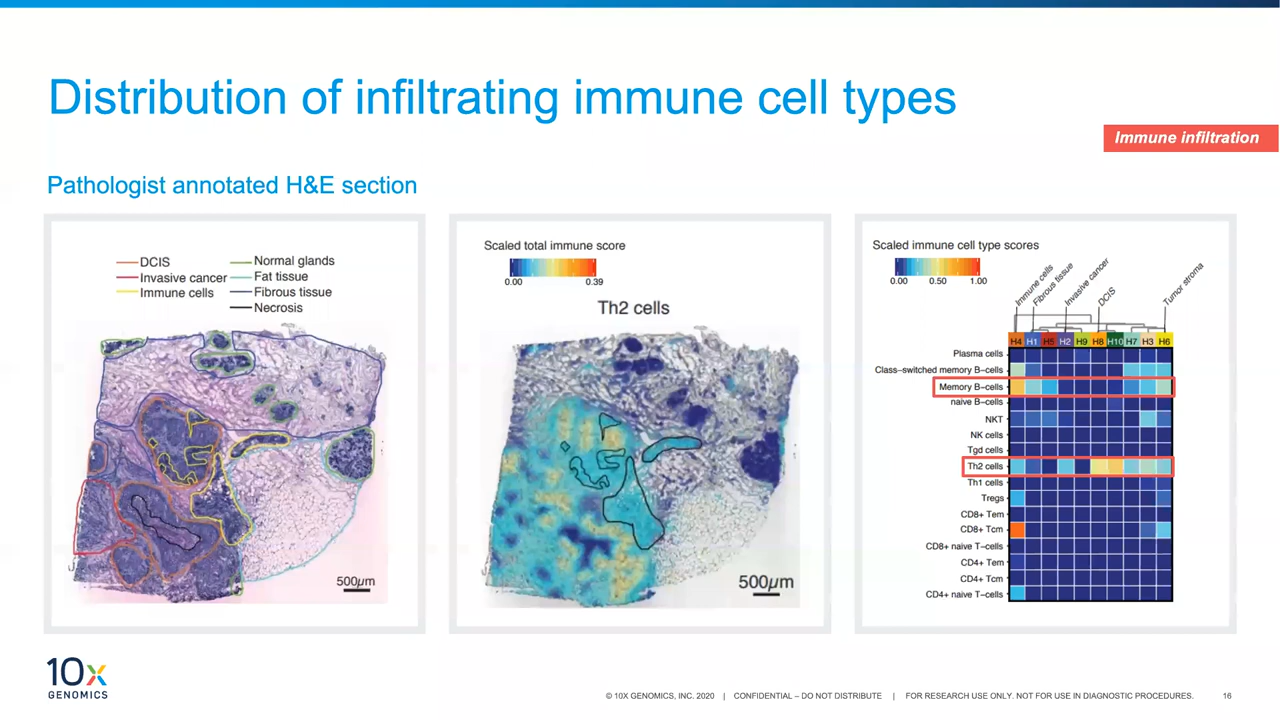 Distribution of infiltrating immune cell types
Immune infiltration
Pathologist annotated H&E section
DCIS
Invasive cancer
Immune cells
Normal glands
Fat tissue
Fibrous tissue
Necrosis
500μm
Scaled total immune score
0.00 0.39
Th2 cells
500μm
Scaled immune cell type scores
0.00 0.50 1.00
Immune cells
Fibrous tissue
Invasive cancer
DCIS
Tumor stroma
H4 H1 H5 H2 H9 H8 H10 H7 H3 H6
Plasma cells
Class–switched memory B–cells
Memory B–cells
naive B–cells
NKT
NK cells
Tgd cells
Th2 cells
Th1 cells
Tregs
CD8+ Tem
CD8+ Tcm
CD8+ naive T–cells
CD4+ Tem
CD4+ Tcm
CD4+ naive T–cells
10x
GENOMICS
© 10X GENOMICS, INC. 2020 | CONFIDENTIAL – DO NOT DISTRIBUTE | FOR RESEARCH USE ONLY. NOT FOR USE IN DIAGNOSTIC PROCEDURES. 16